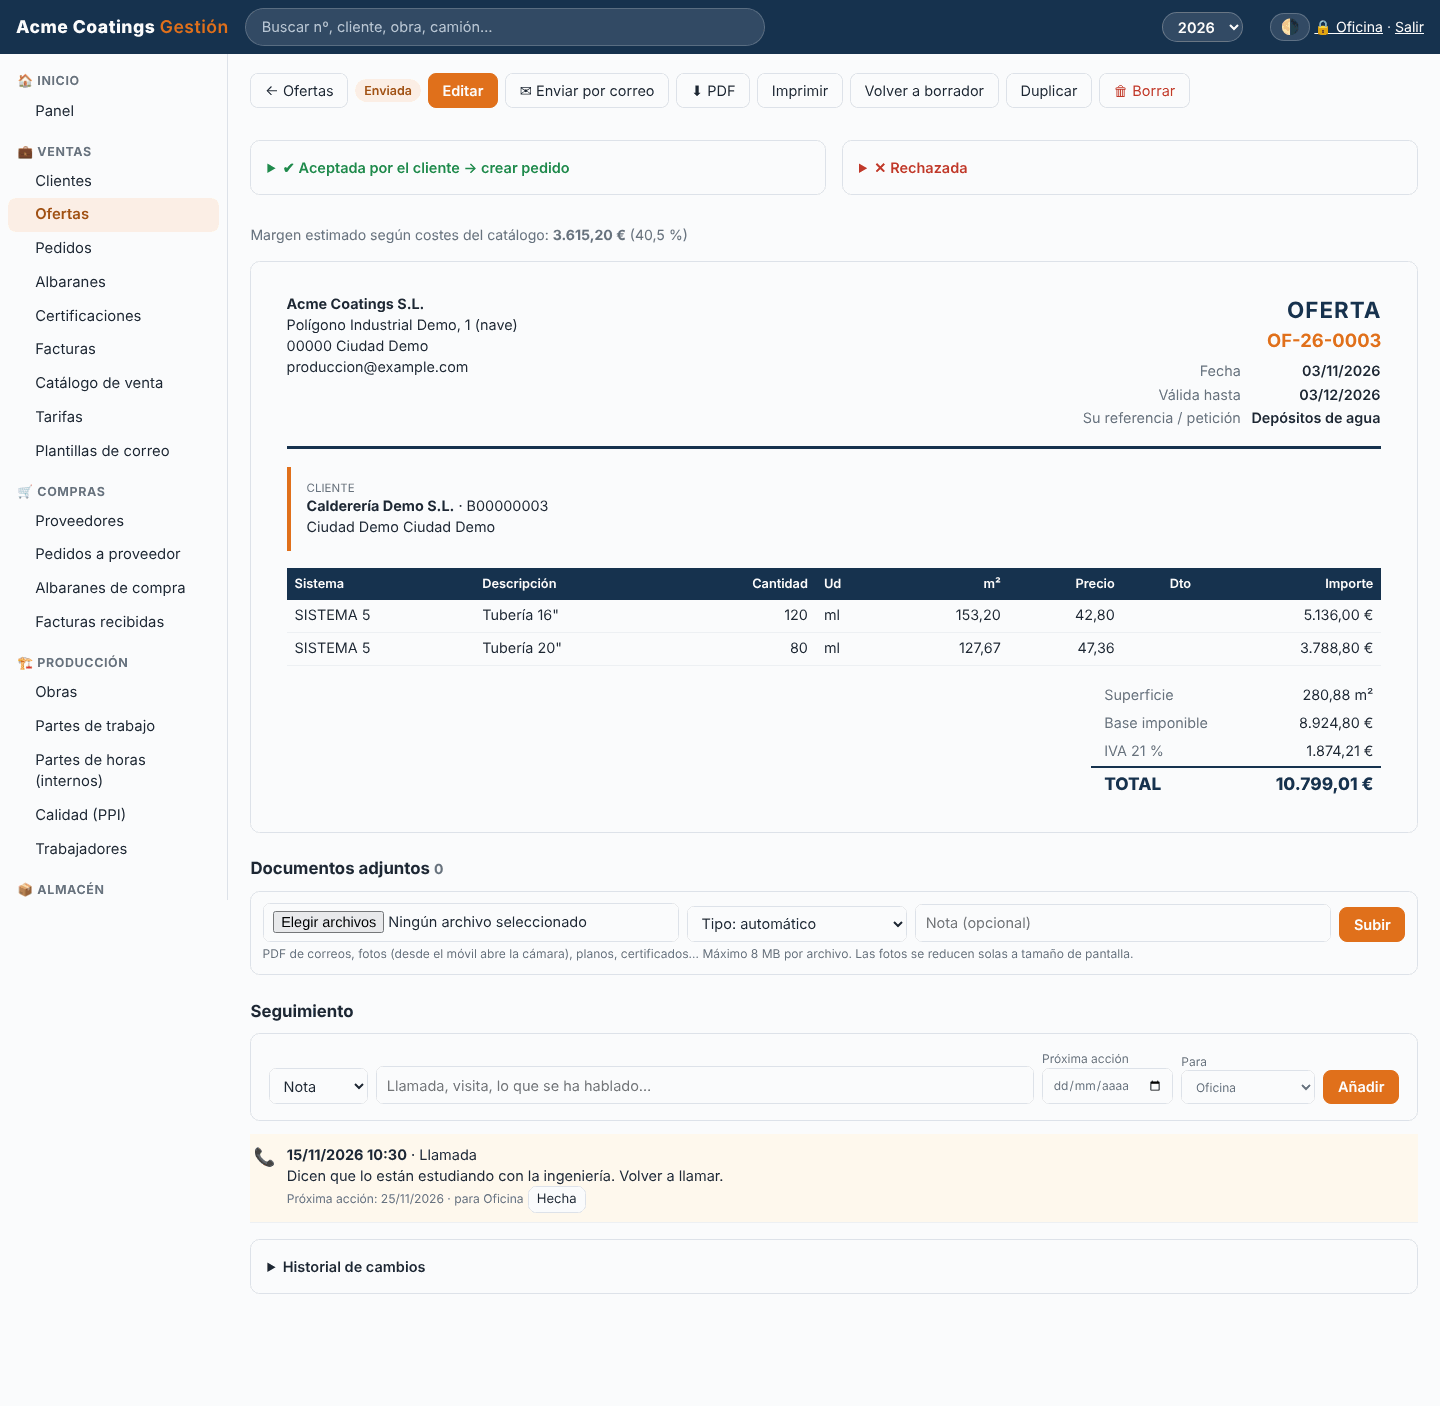 Acme Coatings Gestión
Buscar nº, cliente, obra, camión...
2026
Oficina · Salir
INICIO
Panel
VENTAS
Clientes
Ofertas
Pedidos
Albaranes
Certificaciones
Facturas
Catálogo de venta
Tarifas
Plantillas de correo
COMPRAS
Proveedores
Pedidos a proveedor
Albaranes de compra
Facturas recibidas
PRODUCCIÓN
Obras
Partes de trabajo
Partes de horas
(internos)
Calidad (PPI)
Trabajadores
ALMACÉN
← Ofertas Enviada Editar ✉ Enviar por correo ⬇ PDF Imprimir Volver a borrador Duplicar Borrar
✔ Aceptada por el cliente → crear pedido
✕ Rechazada
Margen estimado según costes del catálogo: 3.615,20 € (40,5 %)
Acme Coatings S.L.
Polígono Industrial Demo, 1 (nave)
00000 Ciudad Demo
produccion@example.com
OFERTA
OF-26-0003
Fecha 03/11/2026
Válida hasta 03/12/2026
Su referencia / petición Depósitos de agua
CLIENTE
Calderería Demo S.L. · B00000003
Ciudad Demo Ciudad Demo
Sistema Descripción Cantidad Ud m² Precio Dto Importe
SISTEMA 5 Tubería 16" 120 ml 153,20 42,80 5.136,00 €
SISTEMA 5 Tubería 20" 80 ml 127,67 47,36 3.788,80 €
Superficie 280,88 m²
Base imponible 8.924,80 €
IVA 21 % 1.874,21 €
TOTAL 10.799,01 €
Documentos adjuntos 0
Elegir archivos Ningún archivo seleccionado Tipo: automático Nota (opcional) Subir
PDF de correos, fotos (desde el móvil abre la cámara), planos, certificados... Máximo 8 MB por archivo. Las fotos se reducen solas a tamaño de pantalla.
Seguimiento
Próxima acción Para
Nota Llamada, visita, lo que se ha hablado... dd/mm/aaaa Oficina Añadir
15/11/2026 10:30 · Llamada
Dicen que lo están estudiando con la ingeniería. Volver a llamar.
Próxima acción: 25/11/2026 · para Oficina Hecha
Historial de cambios